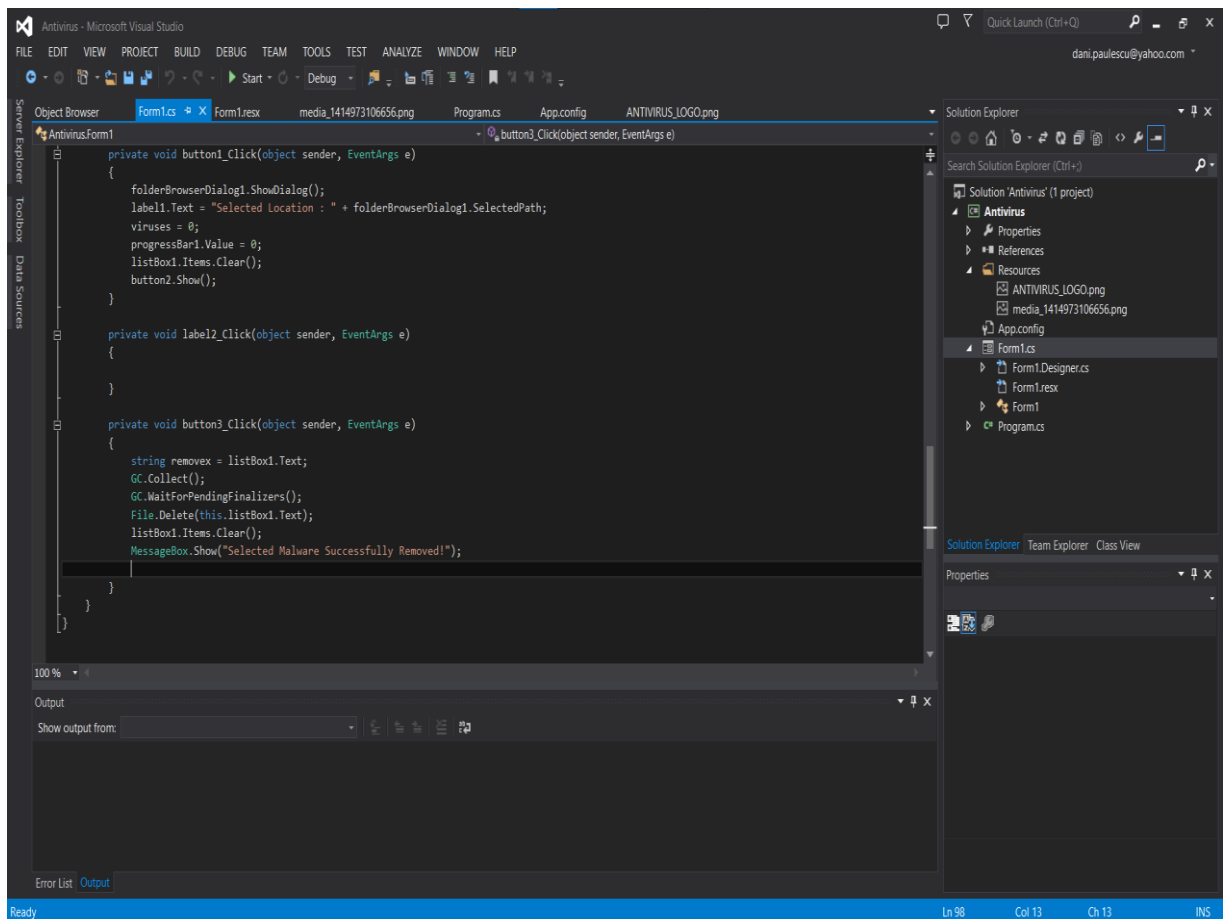 Antivirus - Microsoft Visual Studio
Quick Launch (Ctrl+Q)
FILE EDIT VIEW PROJECT BUILD DEBUG TEAM TOOLS TEST ANALYZE WINDOW HELP
dani.paulescu@yahoo.com
Start Debug
Server Explorer
Toolbox
Data Sources
Object Browser Form1.cs Form1.resx media_1414973106656.png Program.cs App.config ANTIVIRUS_LOGO.png
Antivirus.Form1 button3_Click(object sender, EventArgs e)
private void button1_Click(object sender, EventArgs e)
{
folderBrowserDialog1.ShowDialog();
label1.Text = "Selected Location : " + folderBrowserDialog1.SelectedPath;
viruses = 0;
progressBar1.Value = 0;
listBox1.Items.Clear();
button2.Show();
}
private void label2_Click(object sender, EventArgs e)
{
}
private void button3_Click(object sender, EventArgs e)
{
string removex = listBox1.Text;
GC.Collect();
GC.WaitForPendingFinalizers();
File.Delete(this.listBox1.Text);
listBox1.Items.Clear();
MessageBox.Show("Selected Malware Successfully Removed!");
}
}
}
100 %
Output
Show output from:
Error List Output
Solution Explorer
Search Solution Explorer (Ctrl+;)
Solution 'Antivirus' (1 project)
C# Antivirus
Properties
References
Resources
ANTIVIRUS_LOGO.png
media_1414973106656.png
App.config
Form1.cs
Form1.Designer.cs
Form1.resx
Form1
C# Program.cs
Solution Explorer Team Explorer Class View
Properties
Ready Ln 98 Col 13 Ch 13 INS